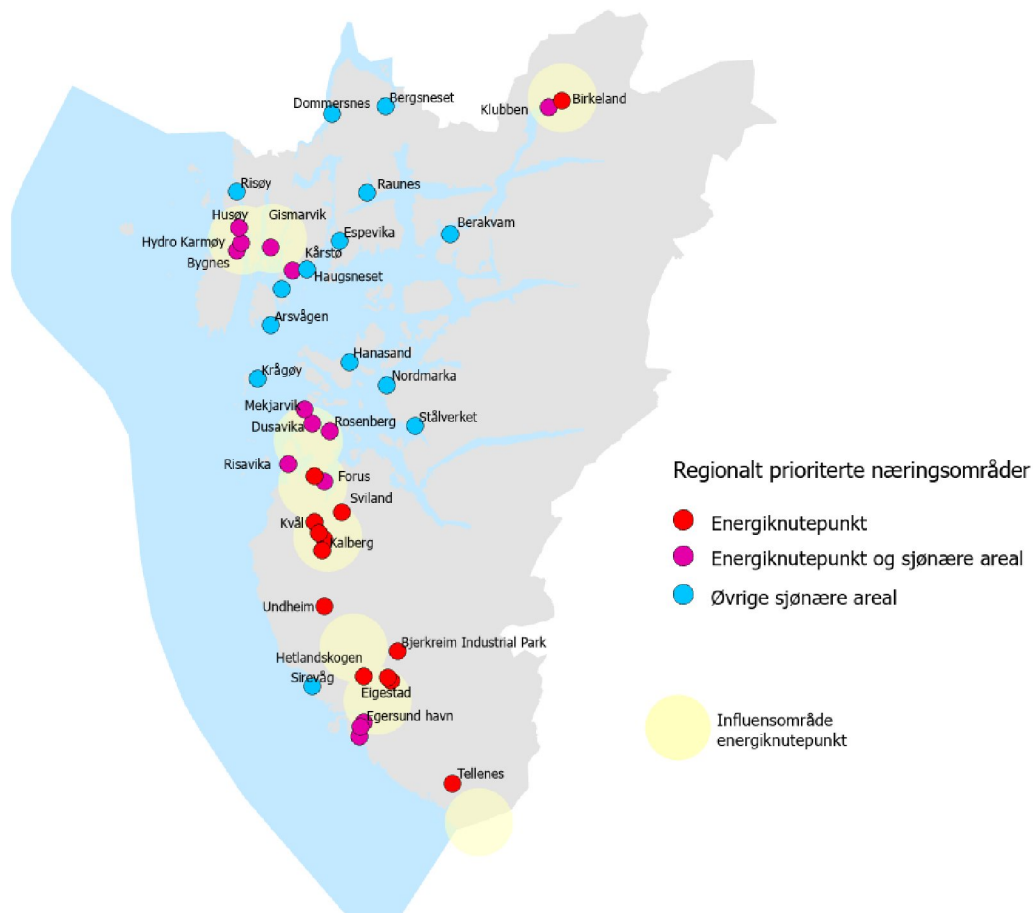 Dommersnes
Bergsneset
Klubben
Birkeland
Risøy
Raunes
Husøy
Gismarvik
Espevika
Berakvam
Hydro Karmøy
Bygnes
Kårstø
Haugsneset
Arsvågen
Hanasand
Krågøy
Nordmarka
Mekjarvik
Dusavika
Rosenberg
Stålverket
Risavika
Forus
Sviland
Kvål
Kalberg
Undheim
Bjerkreim Industrial Park
Hetlandskogen
Sirevåg
Eigestad
Egersund havn
Tellenes
Regionalt prioriterte næringsområder
Energiknutepunkt
Energiknutepunkt og sjønære areal
Øvrige sjønære areal
Influensområde
energiknutepunkt